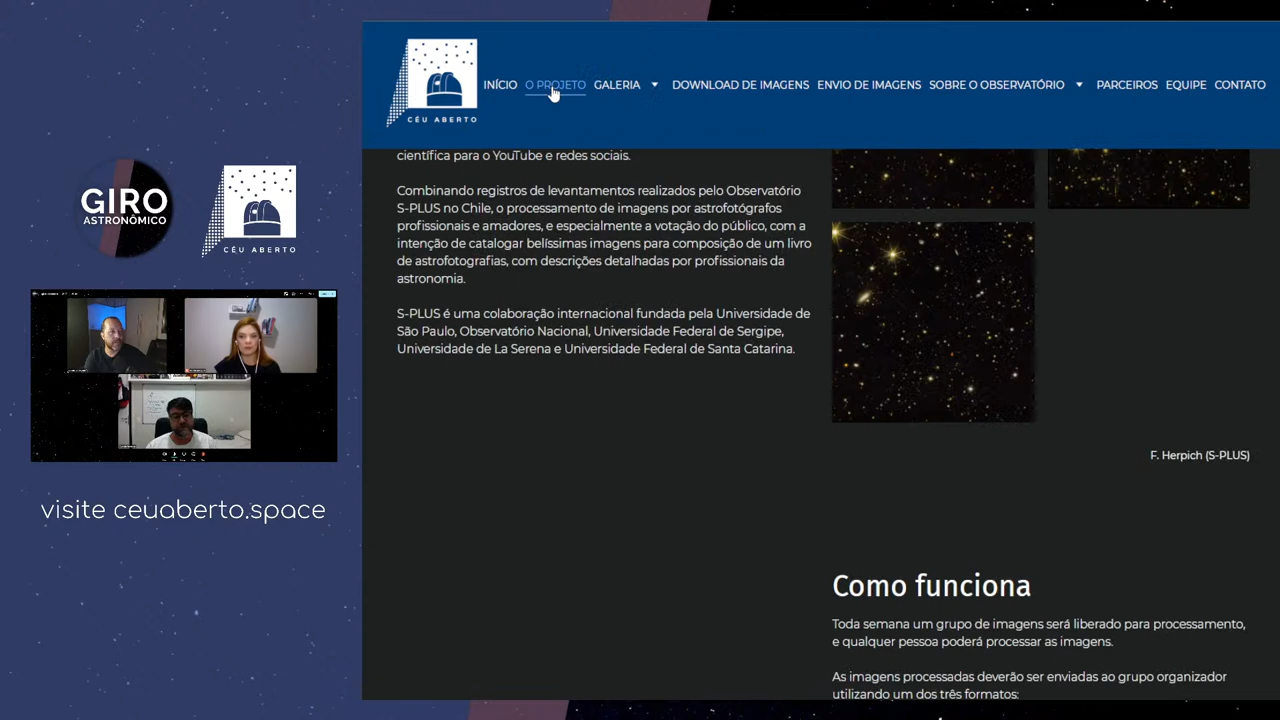 GIRO
ASTRONÔMICO
CÉU ABERTO
visite ceuaberto.space
CÉU ABERTO
INÍCIO O PROJETO GALERIA DOWNLOAD DE IMAGENS ENVIO DE IMAGENS SOBRE O OBSERVATÓRIO PARCEIROS EQUIPE CONTATO
científica para o YouTube e redes sociais.
Combinando registros de levantamentos realizados pelo Observatório
S-PLUS no Chile, o processamento de imagens por astrofotógrafos
profissionais e amadores, e especialmente a votação do público, com a
intenção de catalogar belíssimas imagens para composição de um livro
de astrofotografias, com descrições detalhadas por profissionais da
astronomia.
S-PLUS é uma colaboração internacional fundada pela Universidade de
São Paulo, Observatório Nacional, Universidade Federal de Sergipe,
Universidade de La Serena e Universidade Federal de Santa Catarina.
F. Herpich (S-PLUS)
Como funciona
Toda semana um grupo de imagens será liberado para processamento,
e qualquer pessoa poderá processar as imagens.
As imagens processadas deverão ser enviadas ao grupo organizador
utilizando um dos três formatos: